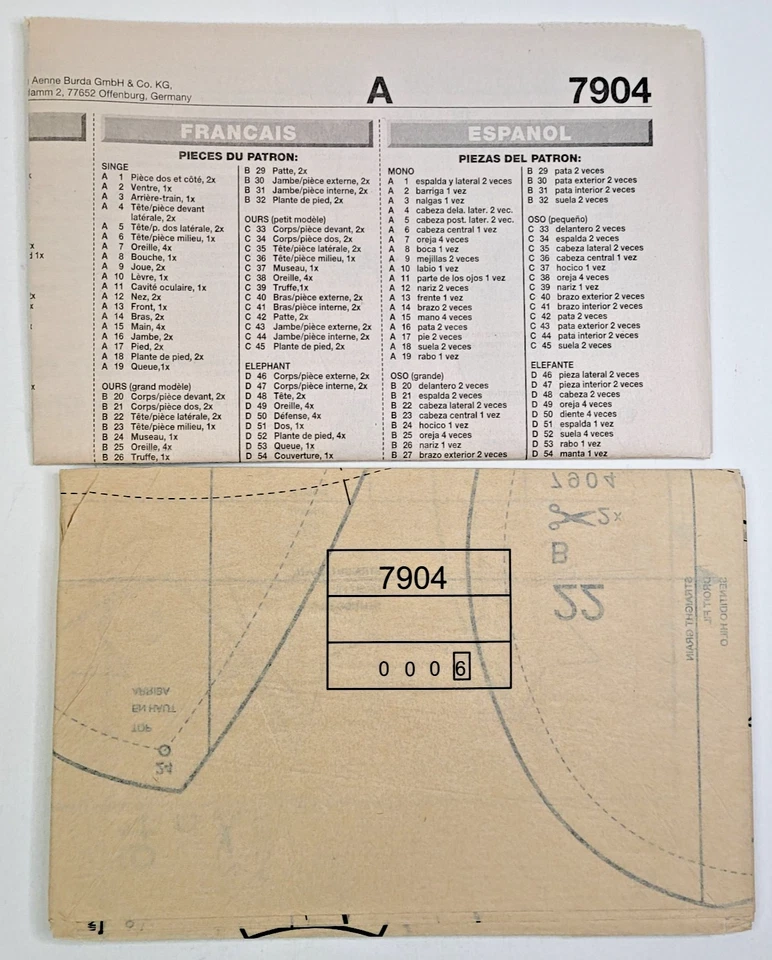 Aenne Burda GmbH & Co. KG,
2, 77652 Offenburg, Germany
A
7904
FRANCAIS
PIECES DU PATRON:
SINGE
A 1 Pièce dos et côté, 2x
A 2 Ventre, 1x
A 3 Arrière-train, 1x
A 4 Tête/pièce devant
latérale, 2x
A 5 Tête/p. dos latérale, 2x
A 6 Tête/pièce milieu, 1x
A 7 Oreille, 4x
A 8 Bouche, 1x
A 9 Joue, 2x
A 10 Lèvre, 1x
A 11 Cavité oculaire, 1x
A 12 Nez, 2x
A 13 Front, 1x
A 14 Bras, 2x
A 15 Main, 4x
A 16 Jambe, 2x
A 17 Pied, 2x
A 18 Plante de pied, 2x
A 19 Queue,1x
OURS (grand modèle)
B 20 Corps/pièce devant, 2x
B 21 Corps/pièce dos, 2x
B 22 Tête/pièce latérale, 2x
B 23 Tête/pièce milieu, 1x
B 24 Museau, 1x
B 25 Oreille, 4x
B 26 Truffe, 1x
B 29 Patte, 2x
B 30 Jambe/pièce externe, 2x
B 31 Jambe/pièce interne, 2x
B 32 Plante de pied, 2x
OURS (petit modèle)
C 33 Corps/pièce devant, 2x
C 34 Corps/pièce dos, 2x
C 35 Tête/pièce latérale, 2x
C 36 Tête/pièce milieu, 1x
C 37 Museau, 1x
C 38 Oreille, 4x
C 39 Truffe,1x
C 40 Bras/pièce externe, 2x
C 41 Bras/pièce interne, 2x
C 42 Patte, 2x
C 43 Jambe/pièce externe, 2x
C 44 Jambe/pièce interne, 2x
C 45 Plante de pied, 2x
ELEPHANT
D 46 Corps/pièce externe, 2x
D 47 Corps/pièce interne, 2x
D 48 Tête, 2x
D 49 Oreille, 4x
D 50 Défense, 4x
D 51 Dos, 1x
D 52 Plante de pied, 4x
D 53 Queue, 1x
D 54 Couverture, 1x
ESPAÑOL
PIEZAS DEL PATRON:
MONO
A 1 espalda y lateral 2 veces
A 2 barriga 1 vez
A 3 nalgas 1 vez
A 4 cabeza dela. later. 2 vec.
A 5 cabeza post. later. 2 vec.
A 6 cabeza central 1 vez
A 7 oreja 4 veces
A 8 boca 1 vez
A 9 mejillas 2 veces
A 10 labio 1 vez
A 11 parte de los ojos 1 vez
A 12 nariz 2 veces
A 13 frente 1 vez
A 14 brazo 2 veces
A 15 mano 4 veces
A 16 pata 2 veces
A 17 pie 2 veces
A 18 suela 2 veces
A 19 rabo 1 vez
OSO (grande)
B 20 delantero 2 veces
B 21 espalda 2 veces
B 22 cabeza lateral 2 veces
B 23 cabeza central 1 vez
B 24 hocico 1 vez
B 25 oreja 4 veces
B 26 nariz 1 vez
B 27 brazo exterior 2 veces
B 29 pata 2 veces
B 30 pata exterior 2 veces
B 31 pata interior 2 veces
B 32 suela 2 veces
OSO (pequeño)
C 33 delantero 2 veces
C 34 espalda 2 veces
C 35 cabeza lateral 2 veces
C 36 cabeza central 1 vez
C 37 hocico 1 vez
C 38 oreja 4 veces
C 39 nariz 1 vez
C 40 brazo exterior 2 veces
C 41 brazo interior 2 veces
C 42 pata 2 veces
C 43 pata exterior 2 veces
C 44 pata interior 2 veces
C 45 suela 2 veces
ELEFANTE
D 46 pieza lateral 2 veces
D 47 pieza interior 2 veces
D 48 cabeza 2 veces
D 49 oreja 4 veces
D 50 diente 4 veces
D 51 espalda 1 vez
D 52 suela 4 veces
D 53 rabo 1 vez
D 54 manta 1 vez
7904
2x
B
22
7904
0 0 0 6
SENTIDO HILO
DROIT FIL
STRAIGHT GRAIN
ARRIBA
EN HAUT
TOP
23